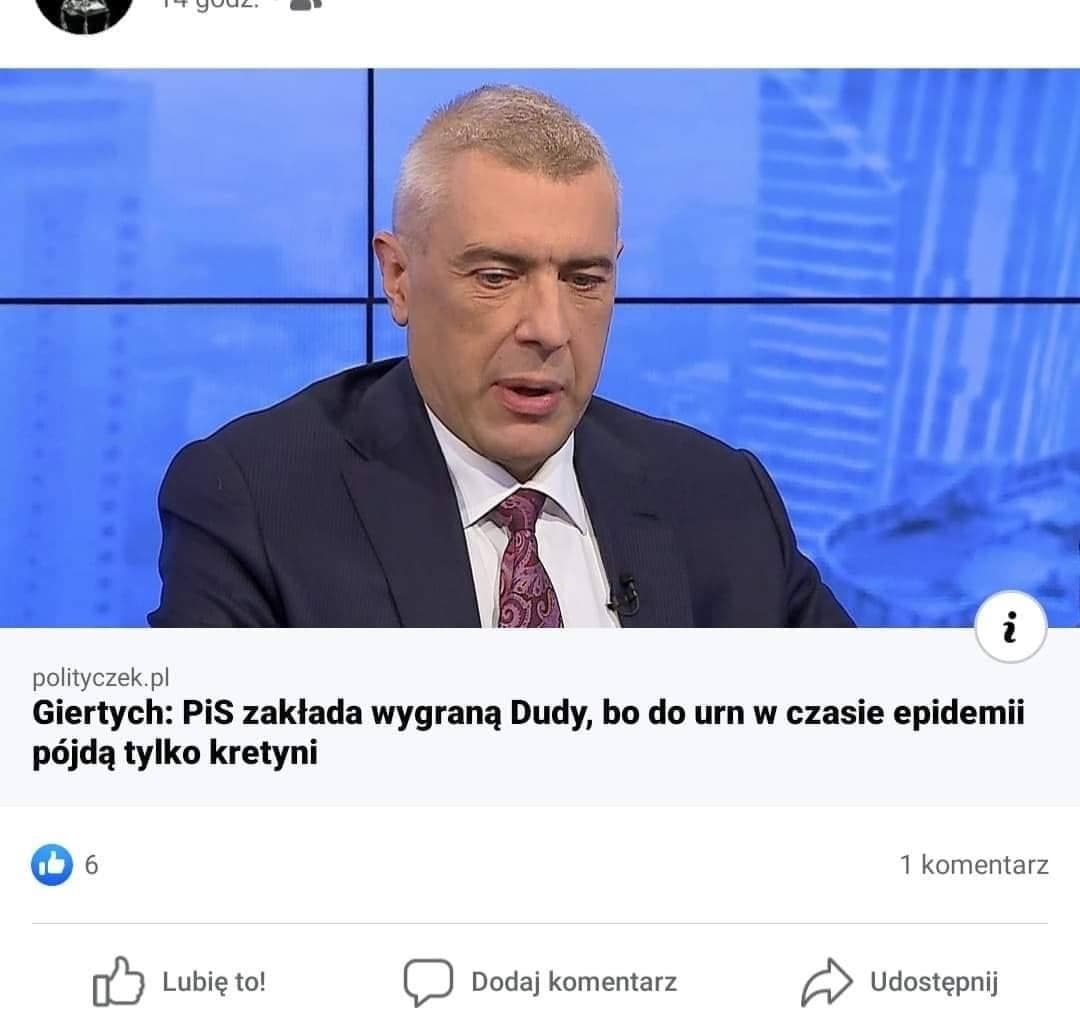 14 godz.
polityczek.pl
Giertych: PiS zakłada wygraną Dudy, bo do urn w czasie epidemii
pójdą tylko kretyni
6
1 komentarz
Lubię to!
Dodaj komentarz
Udostępnij